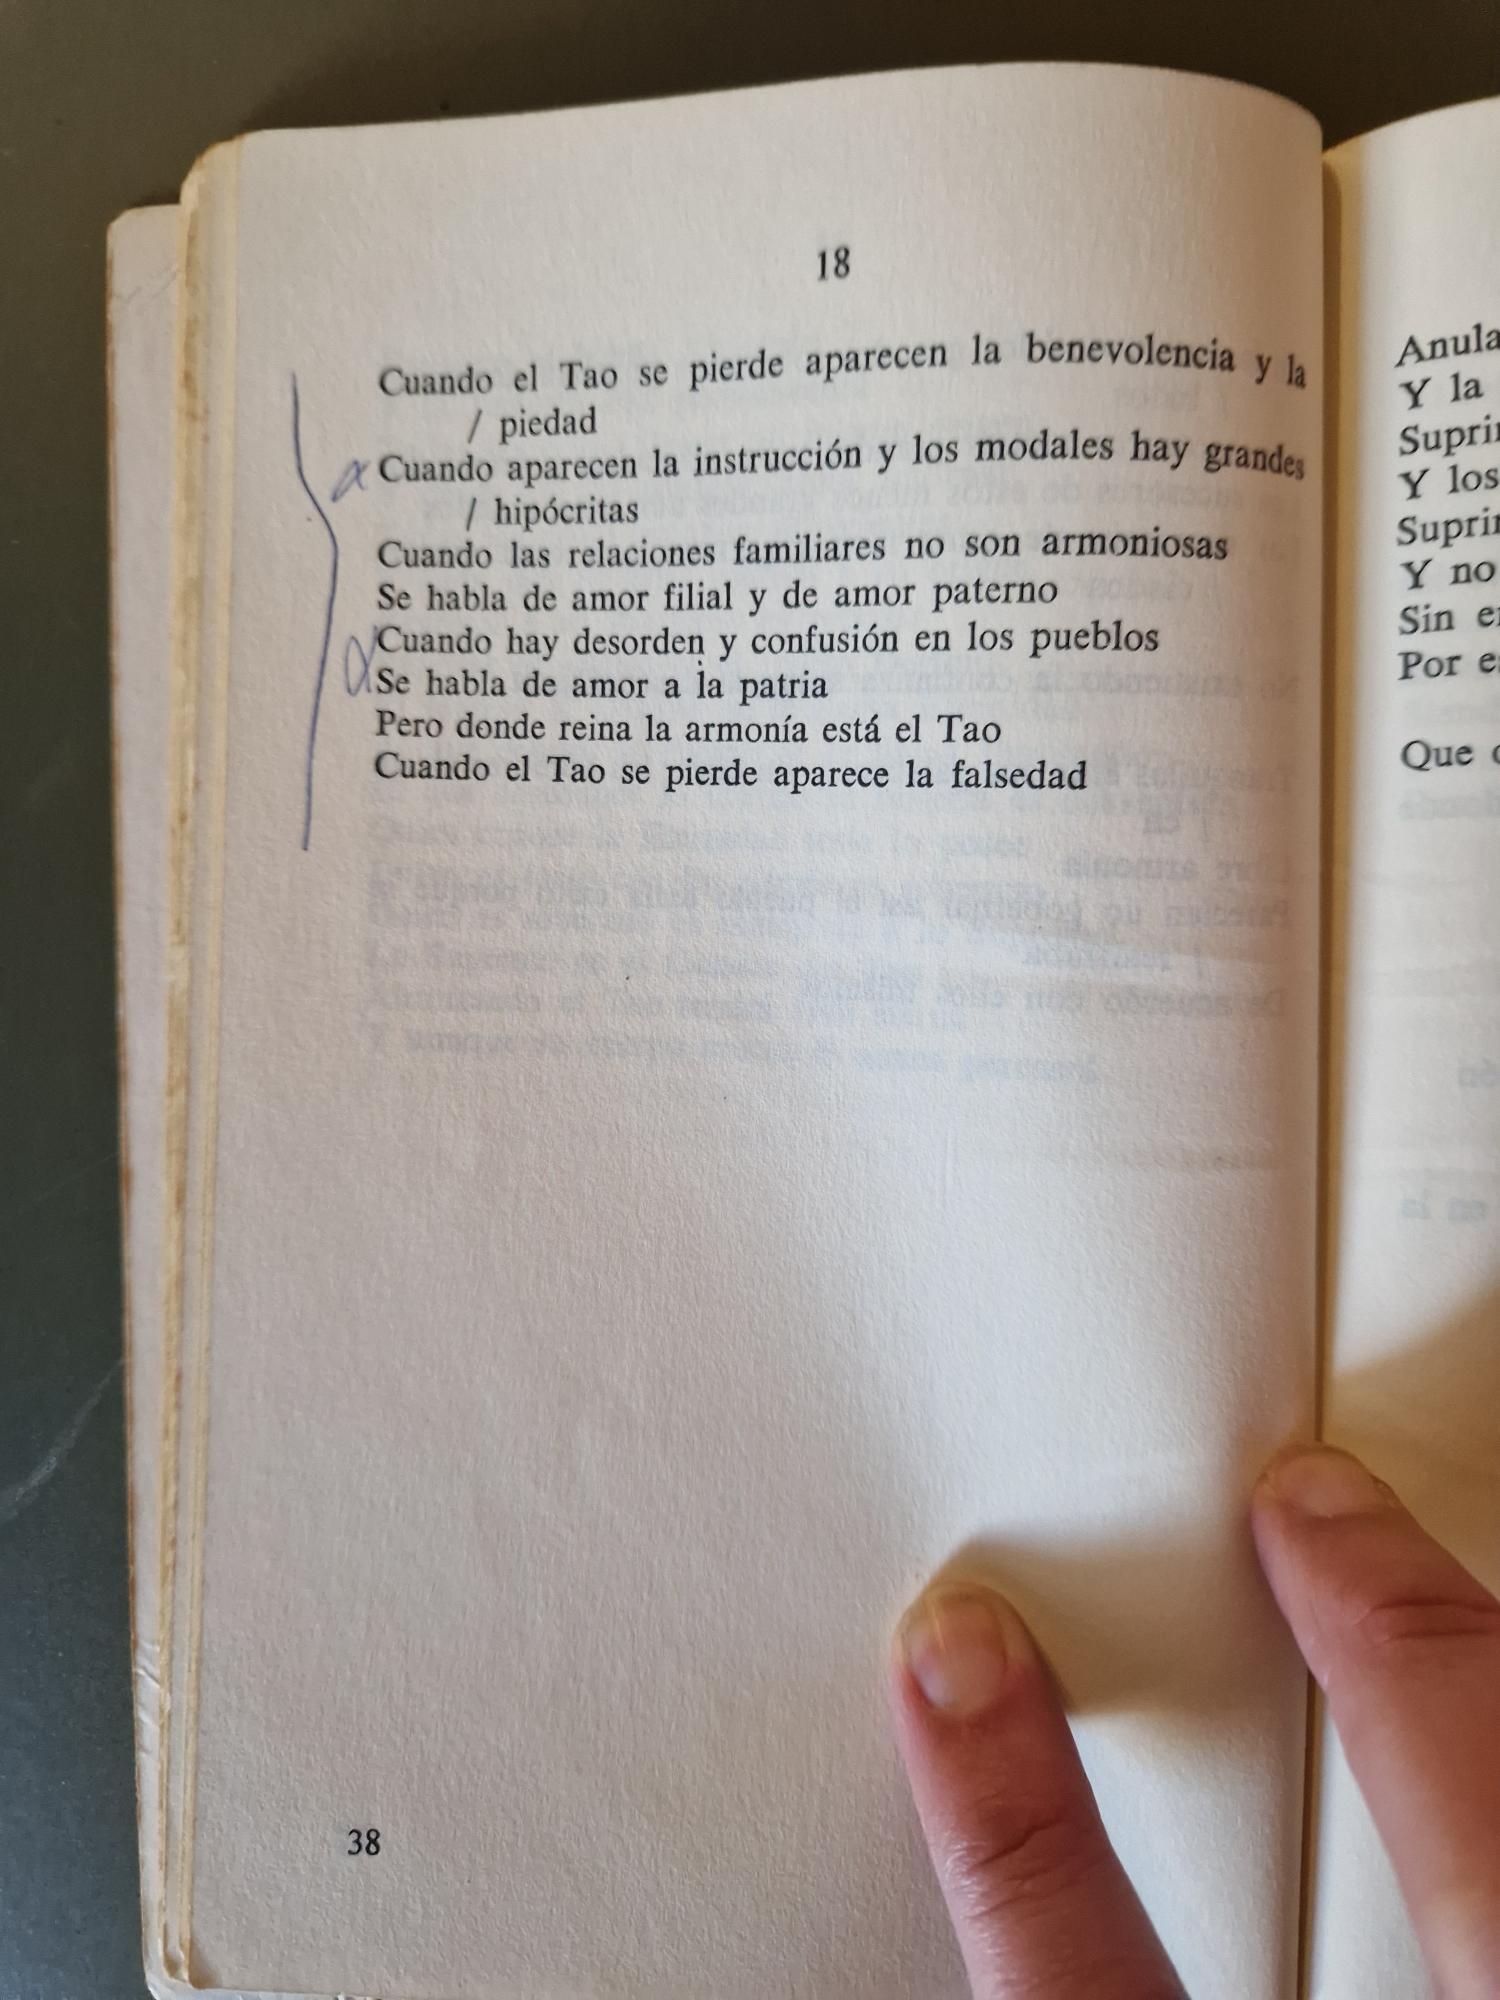 18
Cuando el Tao se pierde aparecen la benevolencia y la
/ piedad
Cuando aparecen la instrucción y los modales hay grandes
/ hipócritas
Cuando las relaciones familiares no son armoniosas
Se habla de amor filial y de amor paterno
Cuando hay desorden y confusión en los pueblos
Se habla de amor a la patria
Pero donde reina la armonía está el Tao
Cuando el Tao se pierde aparece la falsedad
38
Anula
Y la
Suprir
Y los
Suprir
Y no
Sin e
Por e
Que